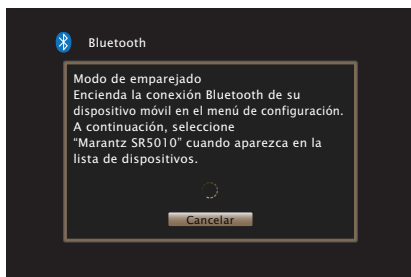 Bluetooth
Modo de emparejado
Encienda la conexión Bluetooth de su
dispositivo móvil en el menú de configuración.
A continuación, seleccione
“Marantz SR5010” cuando aparezca en la
lista de dispositivos.
Cancelar